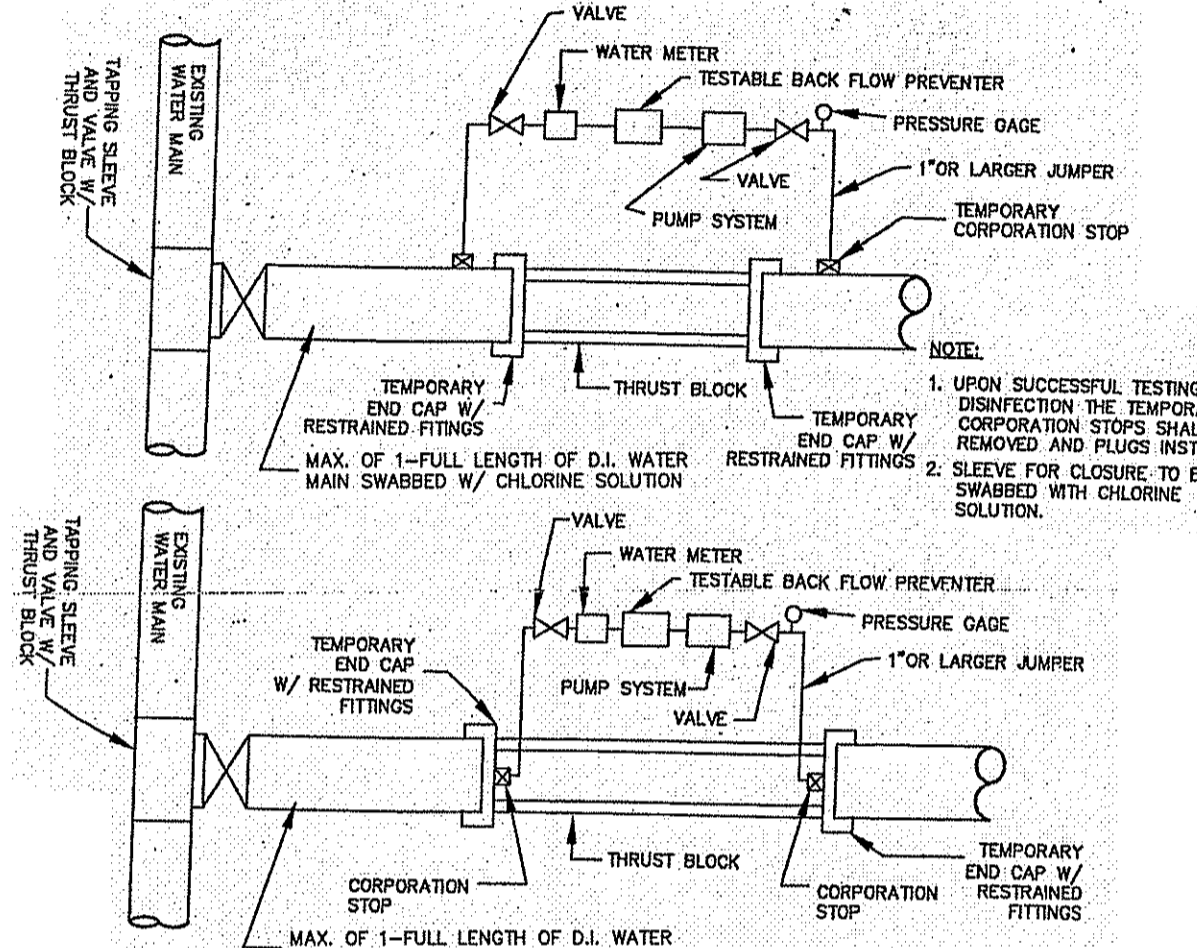 VALVE
WATER METER
TESTABLE BACK FLOW PREVENTER
PRESSURE GAGE
1"OR LARGER JUMPER
VALVE
TEMPORARY
CORPORATION STOP
PUMP SYSTEM
EXISTING
WATER MAIN
TAPPING SLEEVE
AND VALVE W/
THRUST BLOCK
THRUST BLOCK
TEMPORARY
END CAP W/
RESTRAINED FITTINGS
TEMPORARY
END CAP W/
RESTRAINED FITTINGS
MAX. OF 1-FULL LENGTH OF D.I. WATER
MAIN SWABBED W/ CHLORINE SOLUTION
NOTE:
1. UPON SUCCESSFUL TESTING
DISINFECTION THE TEMPORA
CORPORATION STOPS SHAL
REMOVED AND PLUGS INST
2. SLEEVE FOR CLOSURE TO B
SWABBED WITH CHLORINE
SOLUTION.
VALVE
WATER METER
TESTABLE BACK FLOW PREVENTER
PRESSURE GAGE
1"OR LARGER JUMPER
TEMPORARY
END CAP
W/ RESTRAINED
FITTINGS
PUMP SYSTEM
VALVE
EXISTING
WATER MAIN
TAPPING SLEEVE
AND VALVE W/
THRUST BLOCK
THRUST BLOCK
CORPORATION
STOP
CORPORATION
STOP
TEMPORARY
END CAP W/
RESTRAINED
FITTINGS
MAX. OF 1-FULL LENGTH OF D.I. WATER